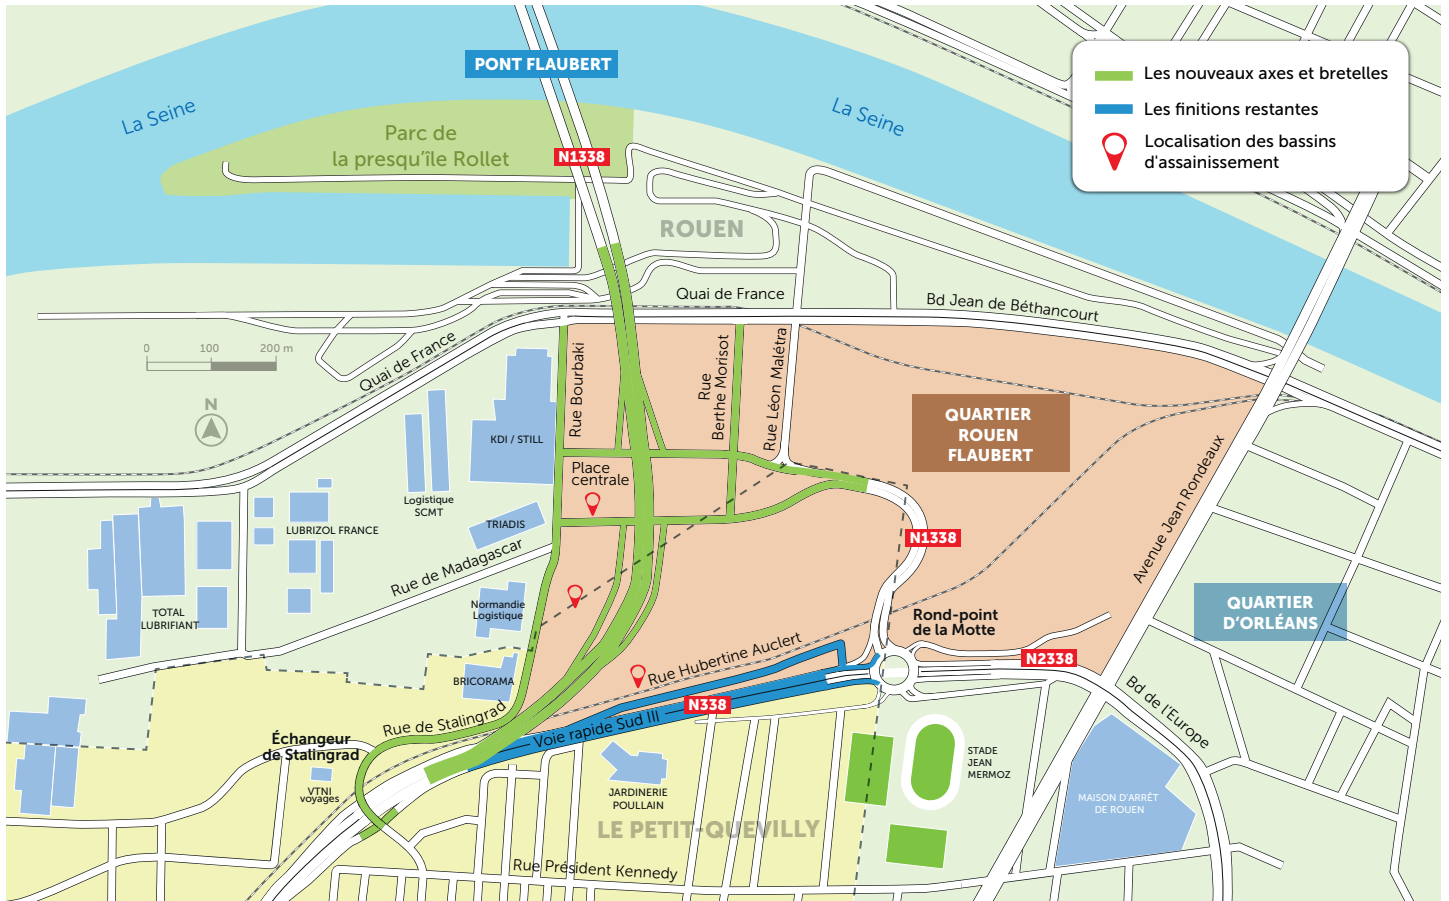 PONT FLAUBERT
Les nouveaux axes et bretelles
Les finitions restantes
Localisation des bassins
d'assainissement
La Seine
La Seine
Parc de
la presqu'île Rollet
N1338
ROUEN
Quai de France
Bd Jean de Béthancourt
0 100 200 m
Quai de France
N
Rue Bourbaki
Rue
Berthe Morisot
Rue Léon Malétra
QUARTIER
ROUEN
FLAUBERT
KDI / STILL
Place
centrale
Logistique
SCMT
TRIADIS
LUBRIZOL FRANCE
Avenue Jean Rondeaux
N1338
Rue de Madagascar
TOTAL
LUBRIFIANT
Normandie
Logistique
Rond-point
de la Motte
QUARTIER
D'ORLÉANS
Rue Hubertine Auclert
N2338
BRICORAMA
N338
Rue de Stalingrad
Voie rapide Sud III
Bd de l'Europe
Échangeur
de Stalingrad
VTNI
voyages
JARDINERIE
POULLAIN
STADE
JEAN
MERMOZ
MAISON D'ARRÊT
DE ROUEN
LE PETIT-QUEVILLY
Rue Président Kennedy